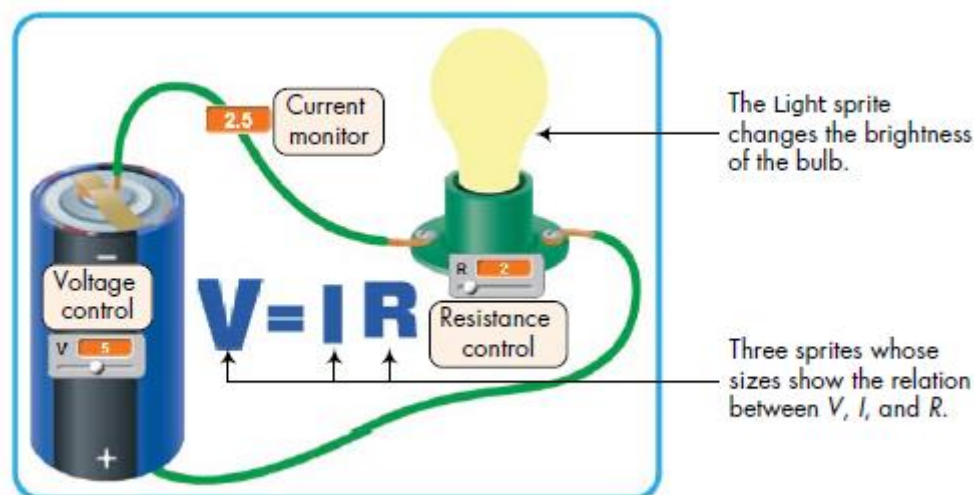 2.5
Current
monitor
The Light sprite
changes the brightness
of the bulb.
−
Voltage
control
V 5
V=IR
R 2
Resistance
control
Three sprites whose
sizes show the relation
between V, I, and R.
+